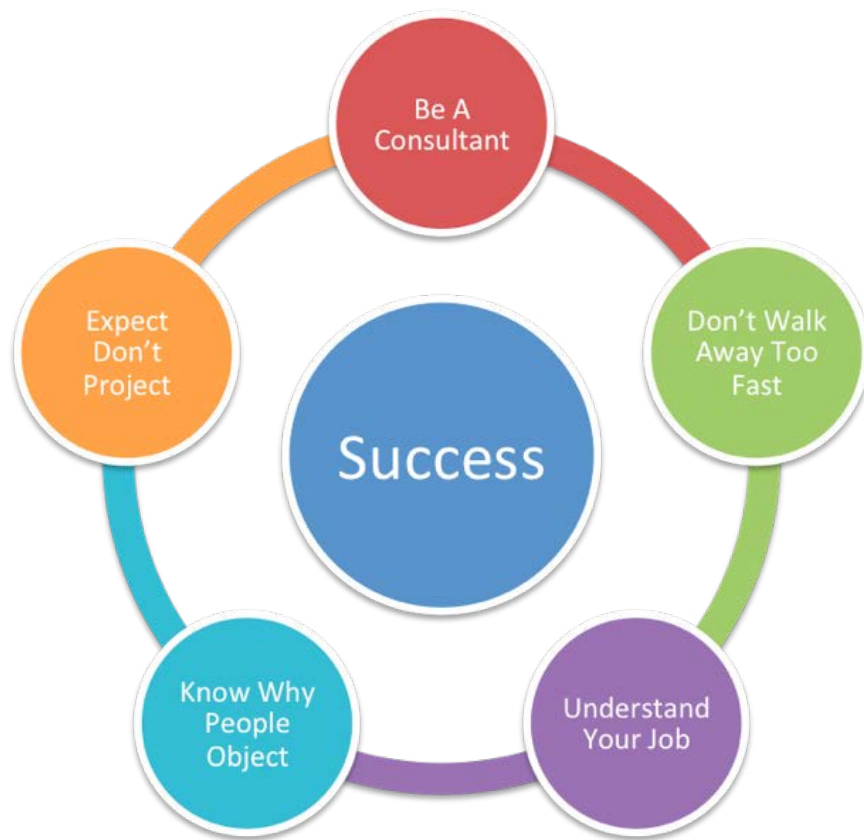 Be A
Consultant
Don’t Walk
Away Too
Fast
Understand
Your Job
Know Why
People
Object
Expect
Don’t
Project
Success